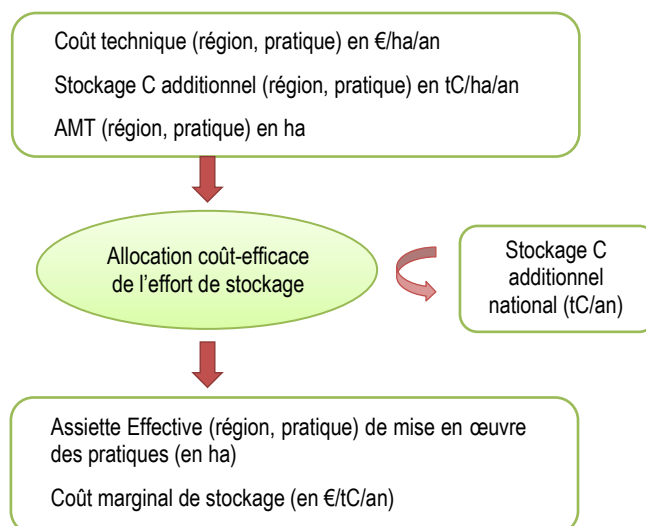 Coût technique (région, pratique) en €/ha/an
Stockage C additionnel (région, pratique) en tC/ha/an
AMT (région, pratique) en ha
Allocation coût-efficace
de l'effort de stockage
Stockage C
additionnel
national (tC/an)
Assiette Effective (région, pratique) de mise en œuvre
des pratiques (en ha)
Coût marginal de stockage (en €/tC/an)